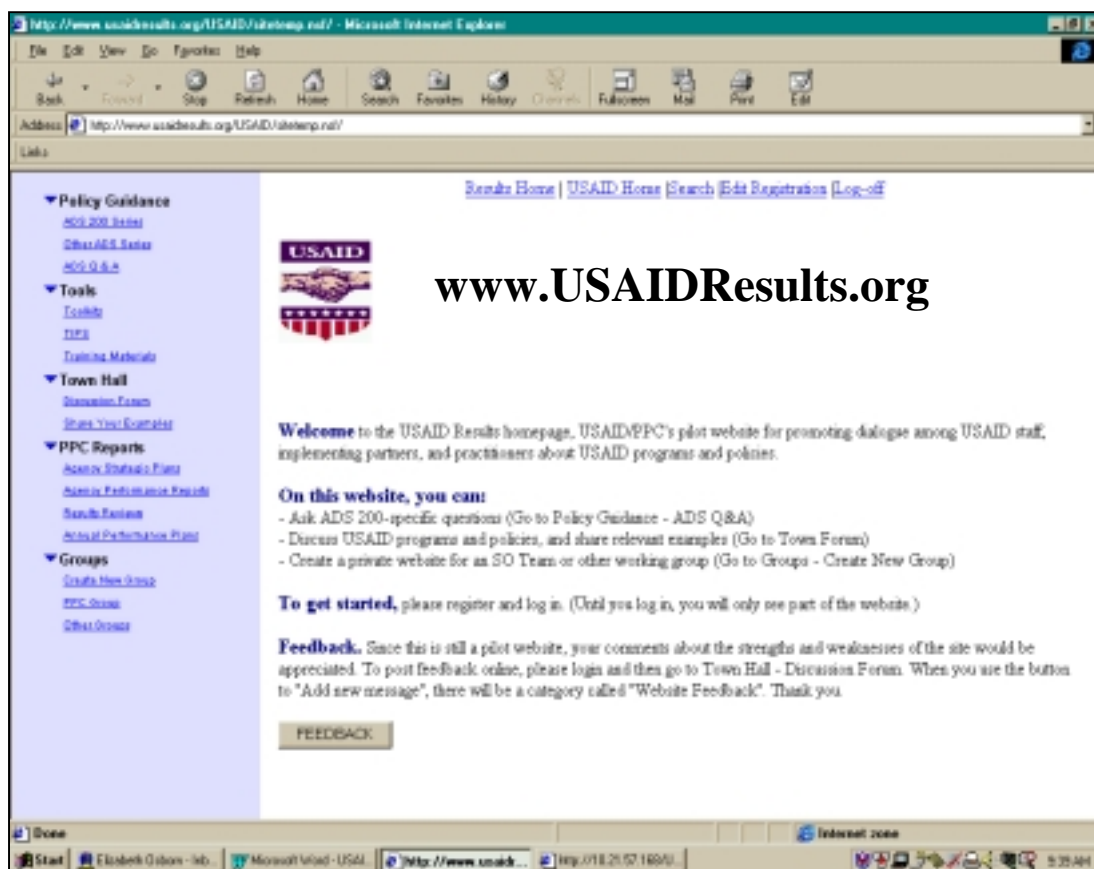 http://www.usaidresults.org/USAID/sitetemp.nsf/ - Microsoft Internet Explorer
File Edit View Go Favorites Help
Back Forward Stop Refresh Home Search Favorites History Channels Fullscreen Mail Print Edit
Address http://www.usaidresults.org/USAID/sitetemp.nsf/
Links
Results Home | USAID Home |Search |Edit Registration |Log-off
Policy Guidance
ADS 200 Series
Other ADS Series
ADS Q & A
Tools
Toolkits
TIPS
Training Materials
Town Hall
Discussion Forum
Share Your Examples
PPC Reports
Agency Strategic Plans
Agency Performance Reports
Results Reviews
Annual Performance Plans
Groups
Create New Group
PPC Group
Other Groups
USAID
www.USAIDResults.org
Welcome to the USAID Results homepage, USAID/PPC's pilot website for promoting dialogue among USAID staff,
implementing partners, and practitioners about USAID programs and policies.
On this website, you can:
- Ask ADS 200-specific questions (Go to Policy Guidance - ADS Q&A)
- Discuss USAID programs and policies, and share relevant examples (Go to Town Forum)
- Create a private website for an SO Team or other working group (Go to Groups - Create New Group)
To get started, please register and log in. (Until you log in, you will only see part of the website.)
Feedback. Since this is still a pilot website, your comments about the strengths and weaknesses of the site would be
appreciated. To post feedback online, please login and then go to Town Hall - Discussion Forum. When you use the button
to "Add new message", there will be a category called "Website Feedback". Thank you.
FEEDBACK
Done
Internet zone
Start Elizabeth Osborn - Inb... Microsoft Word - USAI... http://www.usaidr... http://10.21.57.168/U... 9:39 AM